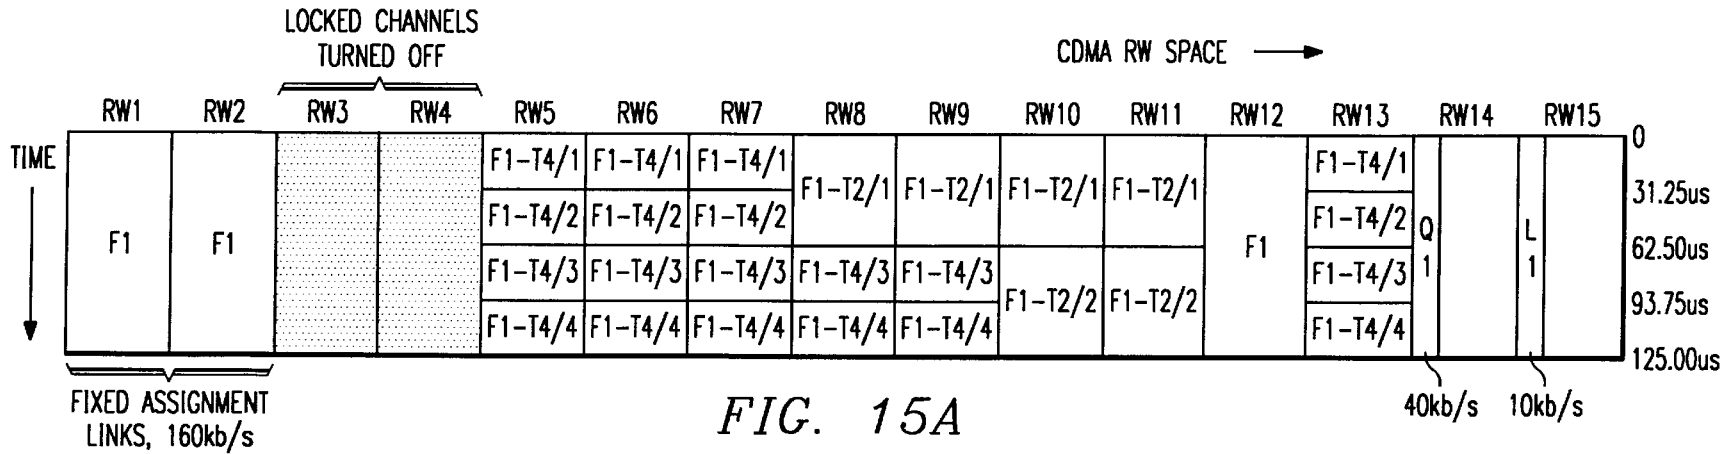 LOCKED CHANNELS
TURNED OFF
CDMA RW SPACE
RW1 RW2 RW3 RW4 RW5 RW6 RW7 RW8 RW9 RW10 RW11 RW12 RW13 RW14 RW15
TIME
0
F1-T4/1 F1-T4/1 F1-T4/1 F1-T2/1 F1-T2/1 F1-T2/1 F1-T2/1 F1-T4/1
31.25us
F1-T4/2 F1-T4/2 F1-T4/2 F1-T4/2
F1 F1 F1 Q1 L1
62.50us
F1-T4/3 F1-T4/3 F1-T4/3 F1-T4/3 F1-T4/3 F1-T2/2 F1-T2/2 F1-T4/3
93.75us
F1-T4/4 F1-T4/4 F1-T4/4 F1-T4/4 F1-T4/4 F1-T4/4
125.00us
FIXED ASSIGNMENT
LINKS, 160kb/s
40kb/s 10kb/s
FIG. 15A